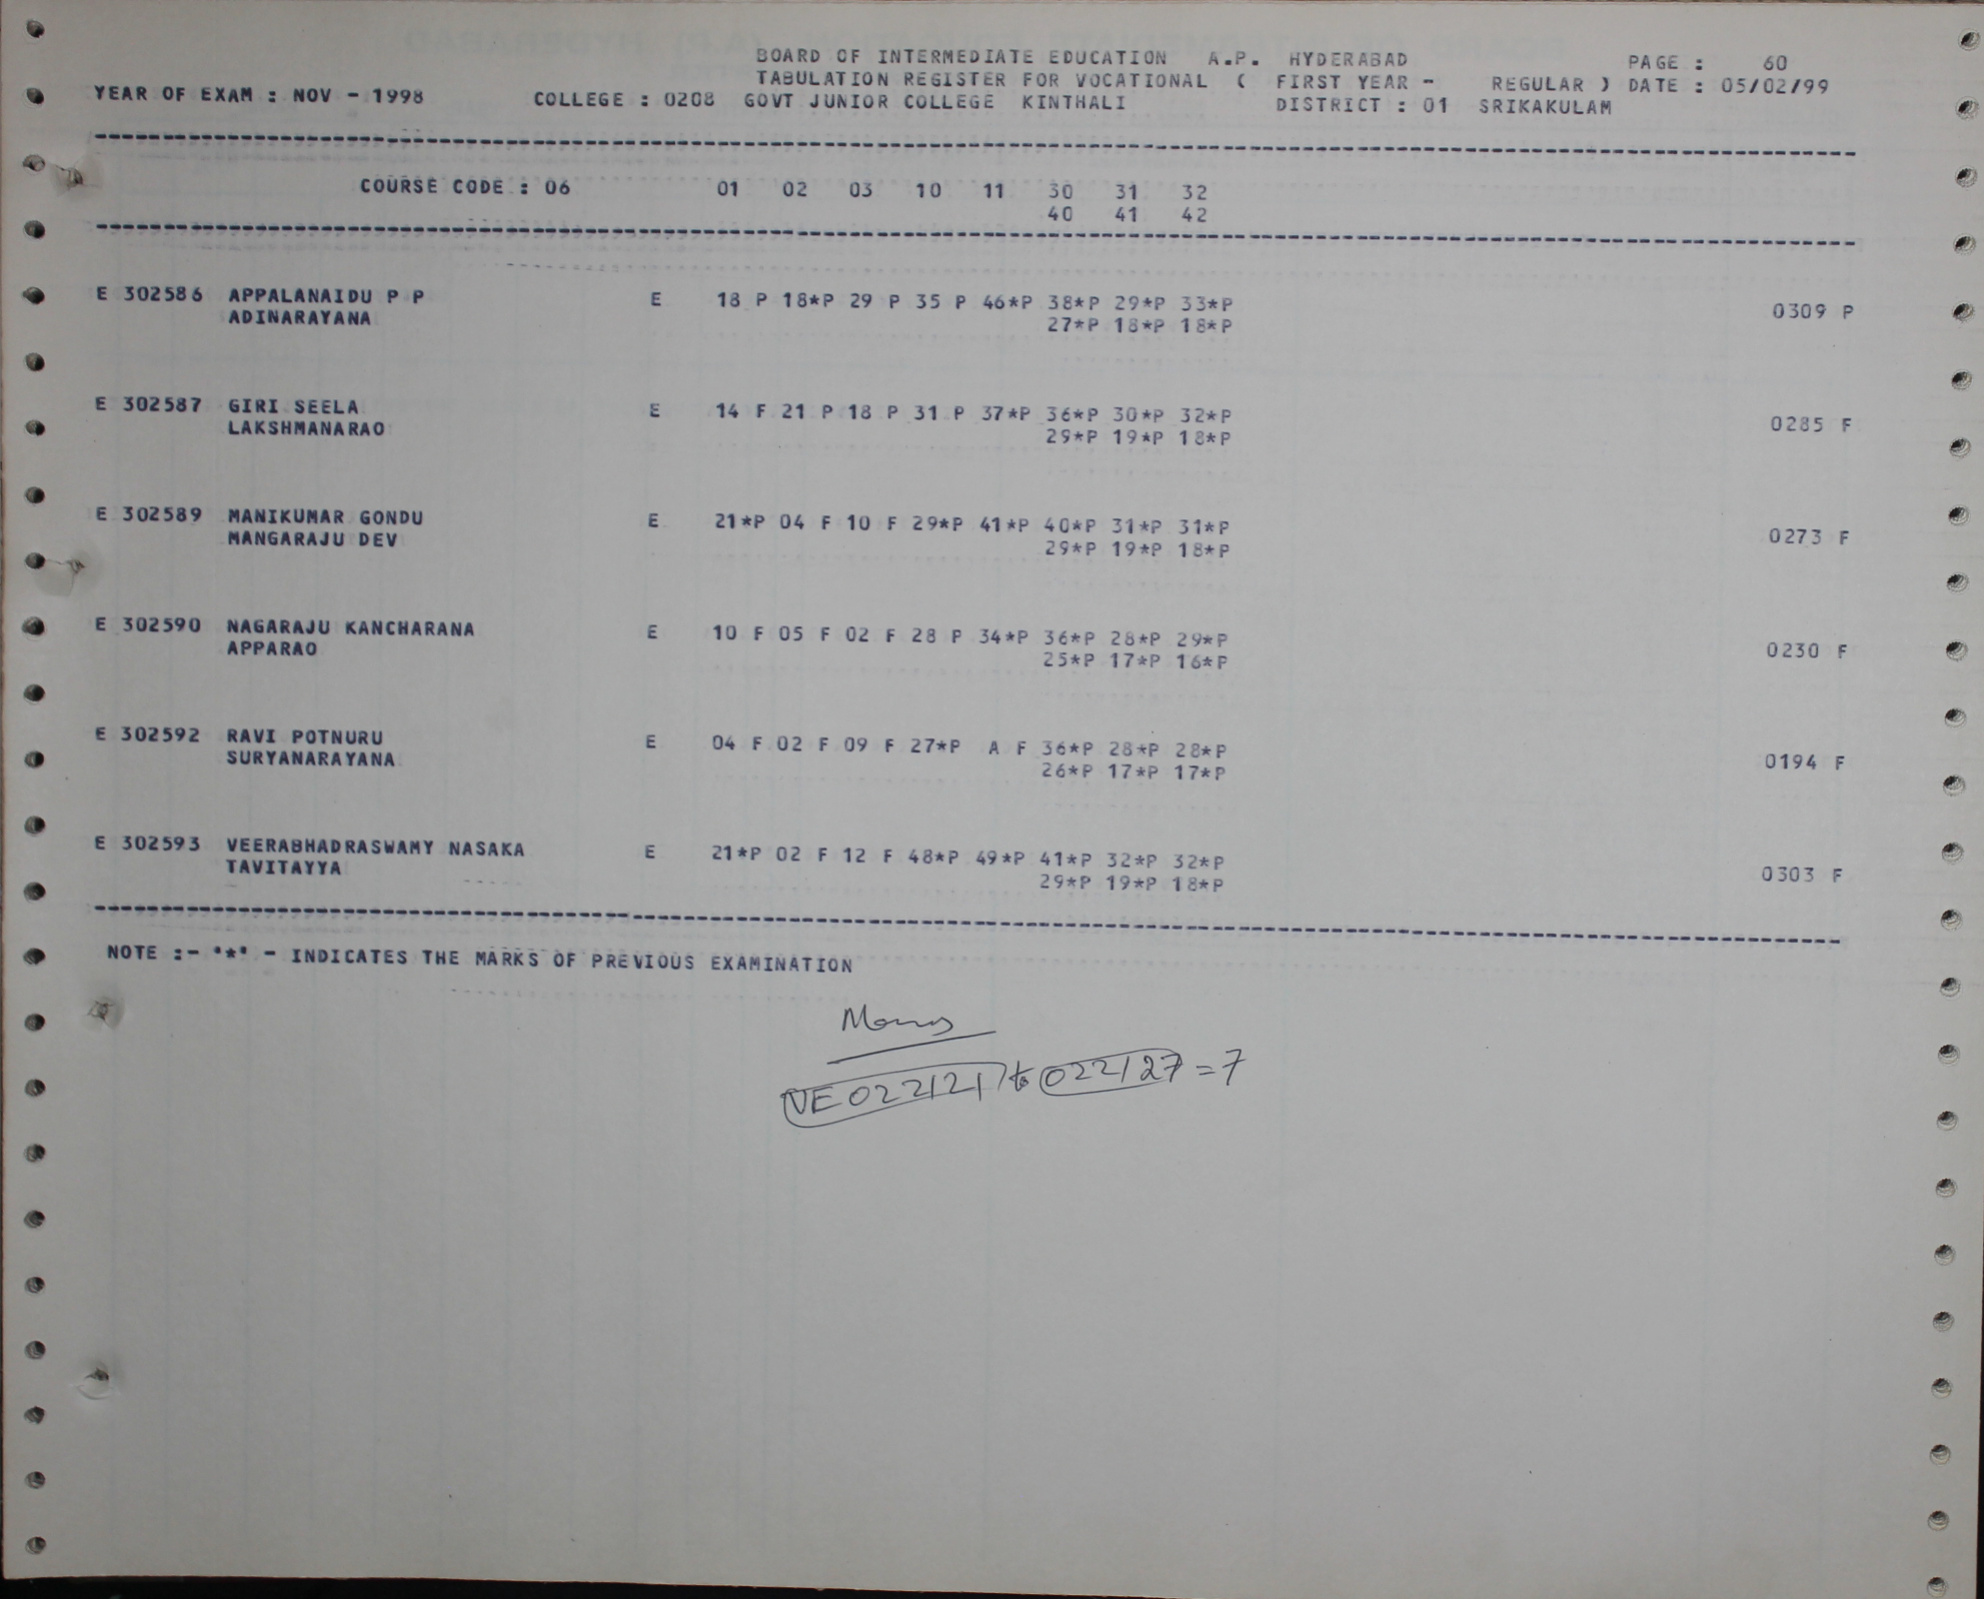 BOARD OF INTERMEDIATE EDUCATION A.P. HYDERABAD PAGE : 60
TABULATION REGISTER FOR VOCATIONAL ( FIRST YEAR - REGULAR ) DATE : 05/02/99
YEAR OF EXAM : NOV - 1998 COLLEGE : 0208 GOVT JUNIOR COLLEGE KINTHALI DISTRICT : 01 SRIKAKULAM
COURSE CODE : 06 01 02 03 10 11 30 31 32
40 41 42
E 302586 APPALANAIDU P P E 18 P 18*P 29 P 35 P 46*P 38*P 29*P 33*P 0309 P
ADINARAYANA 27*P 18*P 18*P
E 302587 GIRI SEELA E 14 F 21 P 18 P 31 P 37*P 36*P 30*P 32*P 0285 F
LAKSHMANARAO 29*P 19*P 18*P
E 302589 MANIKUMAR GONDU E 21*P 04 F 10 F 29*P 41*P 40*P 31*P 31*P 0273 F
MANGARAJU DEV 29*P 19*P 18*P
E 302590 NAGARAJU KANCHARANA E 10 F 05 F 02 F 28 P 34*P 36*P 28*P 29*P 0230 F
APPARAO 25*P 17*P 16*P
E 302592 RAVI POTNURU E 04 F 02 F 09 F 27*P A F 36*P 28*P 28*P 0194 F
SURYANARAYANA 26*P 17*P 17*P
E 302593 VEERABHADRASWAMY NASAKA E 21*P 02 F 12 F 48*P 49*P 41*P 32*P 32*P 0303 F
TAVITAYYA 29*P 19*P 18*P
NOTE :- '*' - INDICATES THE MARKS OF PREVIOUS EXAMINATION
VE022121 to 022127 = 7